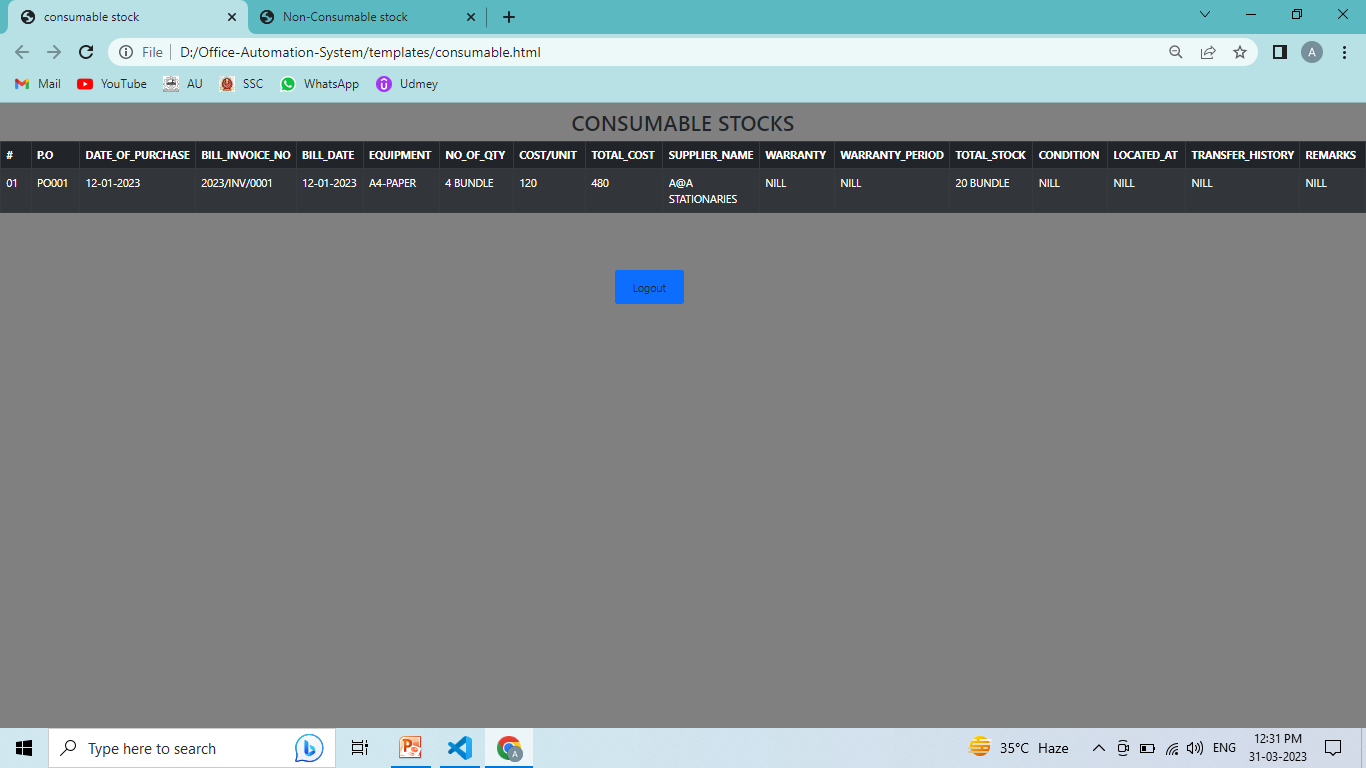 consumable stock
Non-Consumable stock
File
D:/Office-Automation-System/templates/consumable.html
A
Mail
YouTube
AU
SSC
WhatsApp
Udmey
CONSUMABLE STOCKS
# P.O DATE_OF_PURCHASE BILL_INVOICE_NO BILL_DATE EQUIPMENT NO_OF_QTY COST/UNIT TOTAL_COST SUPPLIER_NAME WARRANTY WARRANTY_PERIOD TOTAL_STOCK CONDITION LOCATED_AT TRANSFER_HISTORY REMARKS
01 PO001 12-01-2023 2023/INV/0001 12-01-2023 A4-PAPER 4 BUNDLE 120 480 A@A NILL NILL 20 BUNDLE NILL NILL NILL NILL
STATIONARIES
Logout
Type here to search
A
35°C Haze
ENG
12:31 PM
31-03-2023